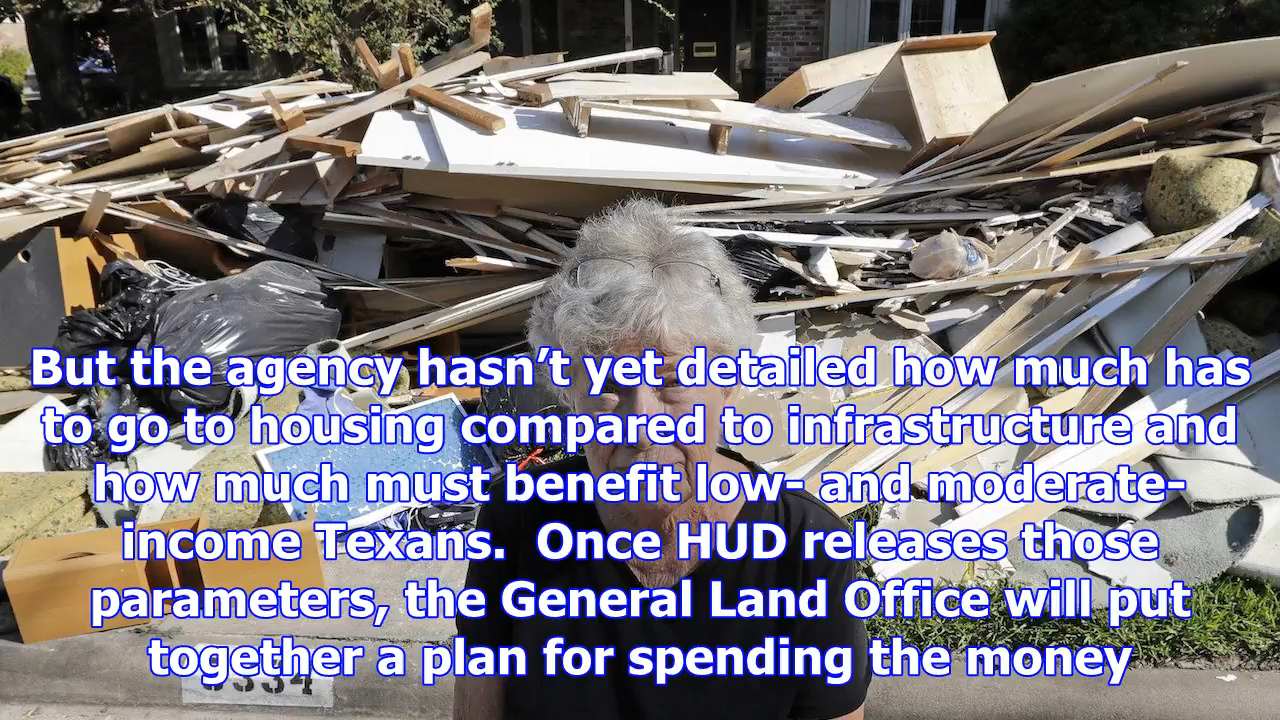 But the agency hasn’t yet detailed how much has
to go to housing compared to infrastructure and
how much must benefit low- and moderate-
income Texans.  Once HUD releases those
parameters, the General Land Office will put
together a plan for spending the money